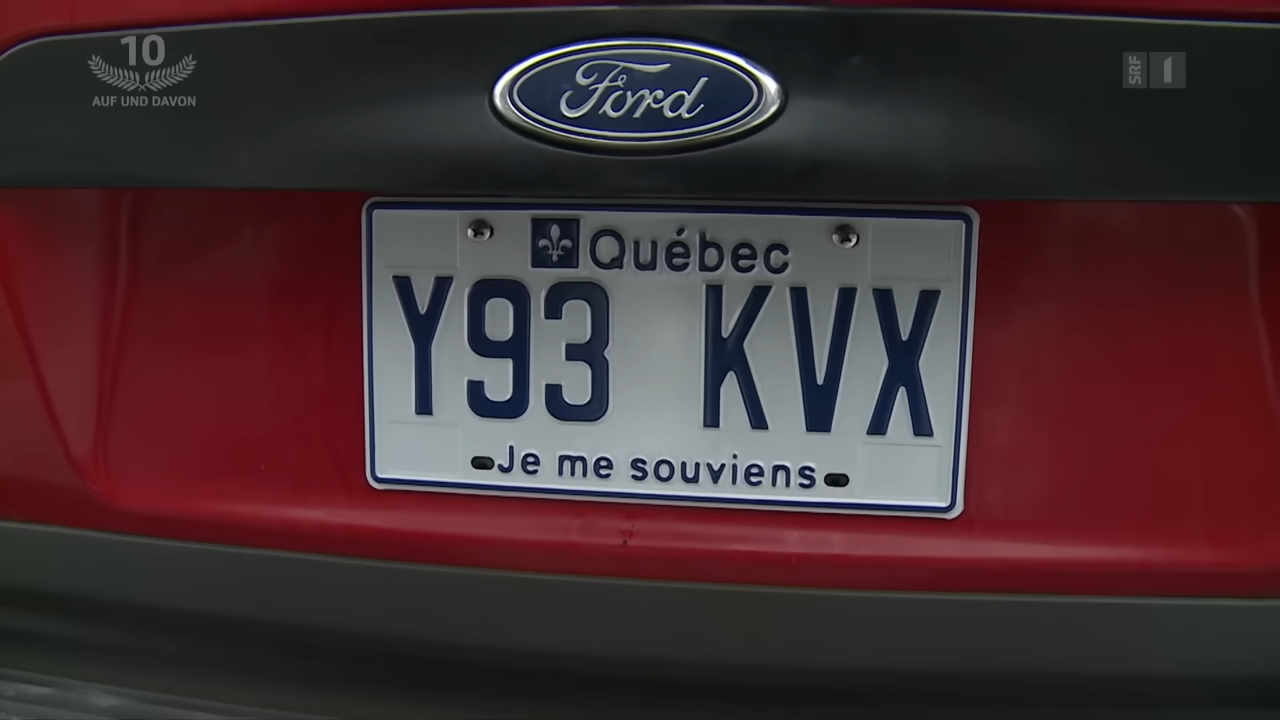 10
AUF UND DAVON
SRF 1
Ford
Québec
Y93 KVX
Je me souviens